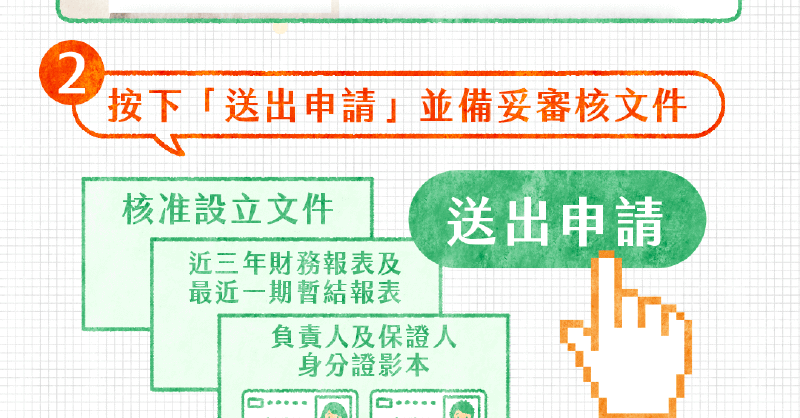 2
按下「送出申請」並備妥審核文件
核准設立文件
送出申請
近三年財務報表及
最近一期暫結報表
負責人及保證人
身分證影本